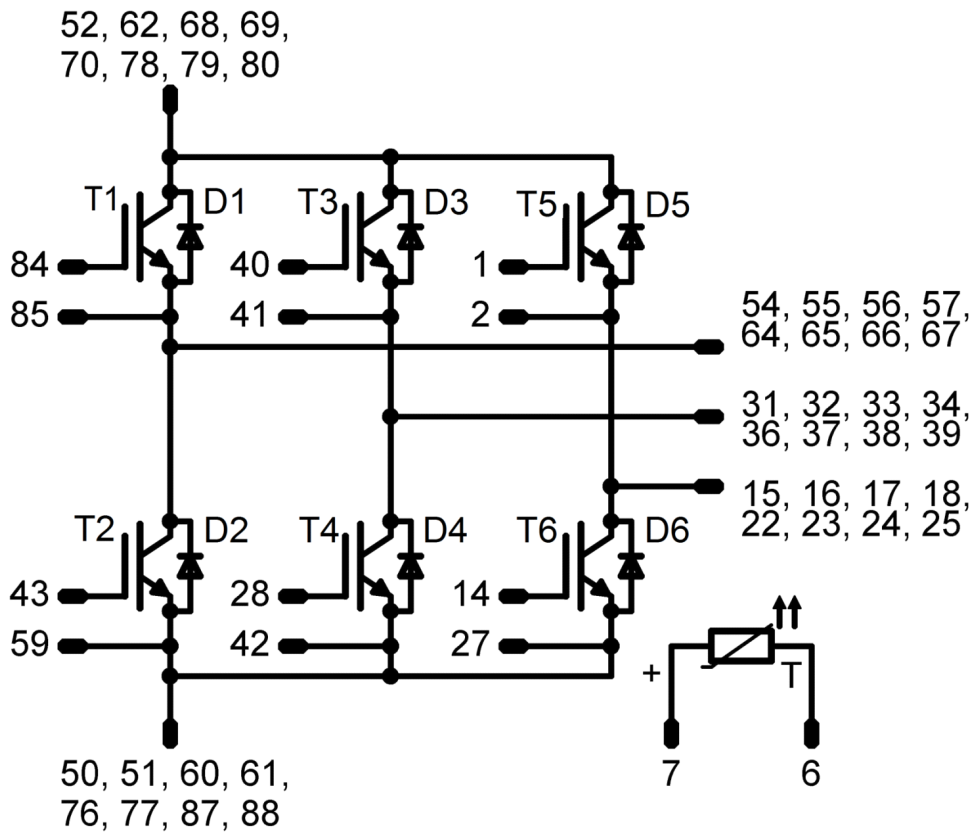 52, 62, 68, 69,
70, 78, 79, 80
T1
D1
T3
D3
T5
D5
84
40
1
85
41
2
54, 55, 56, 57,
64, 65, 66, 67
31, 32, 33, 34,
36, 37, 38, 39
15, 16, 17, 18,
22, 23, 24, 25
T2
D2
T4
D4
T6
D6
43
28
14
59
42
27
+
T
7
6
50, 51, 60, 61,
76, 77, 87, 88